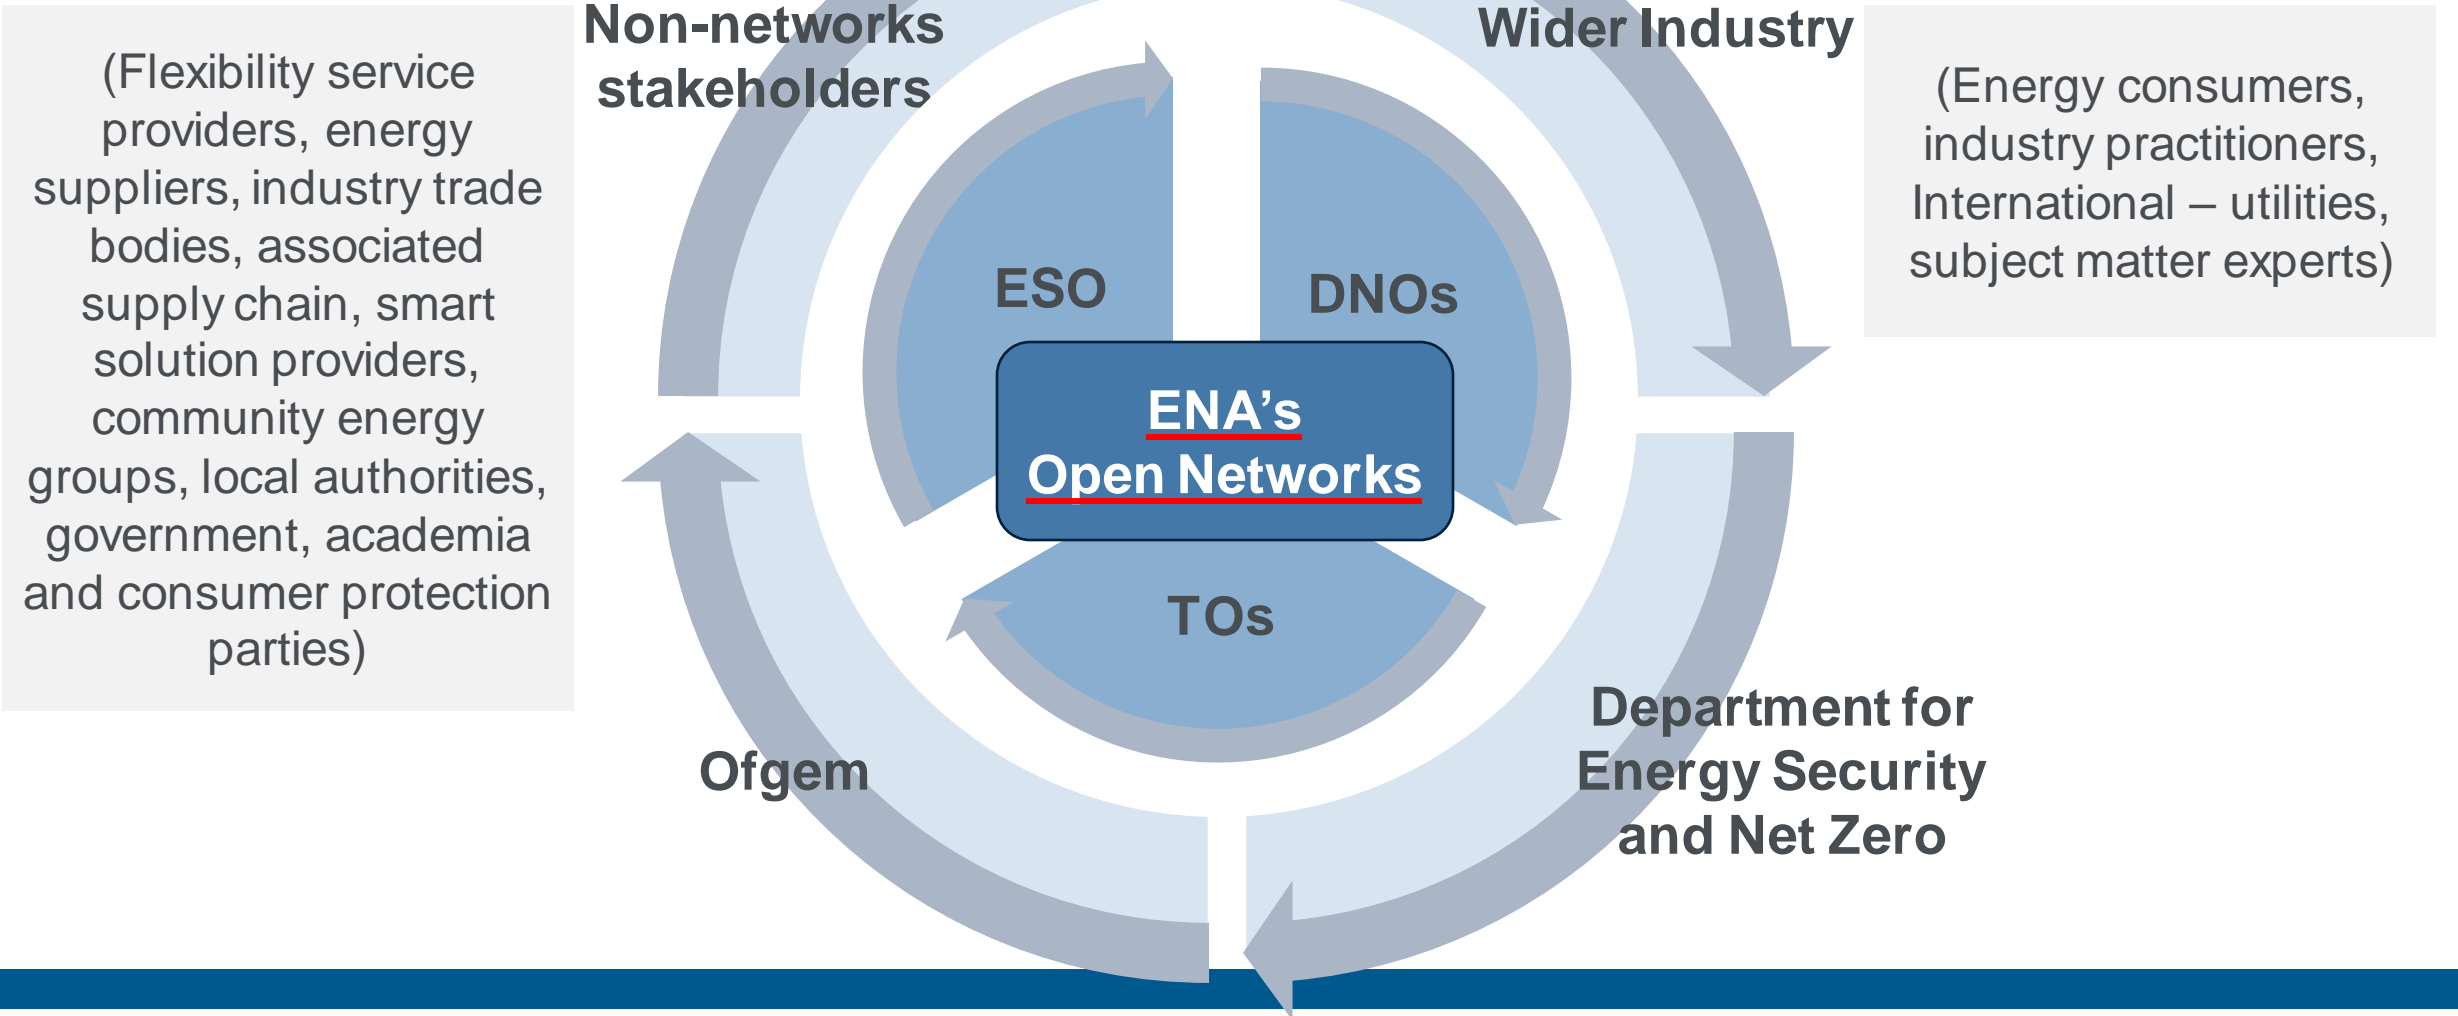 Non-networks
stakeholders
Wider Industry
(Flexibility service
providers, energy
suppliers, industry trade
bodies, associated
supply chain, smart
solution providers,
community energy
groups, local authorities,
government, academia
and consumer protection
parties)
(Energy consumers,
industry practitioners,
International – utilities,
subject matter experts)
ESO
DNOs
ENA’s
Open Networks
TOs
Ofgem
Department for
Energy Security
and Net Zero